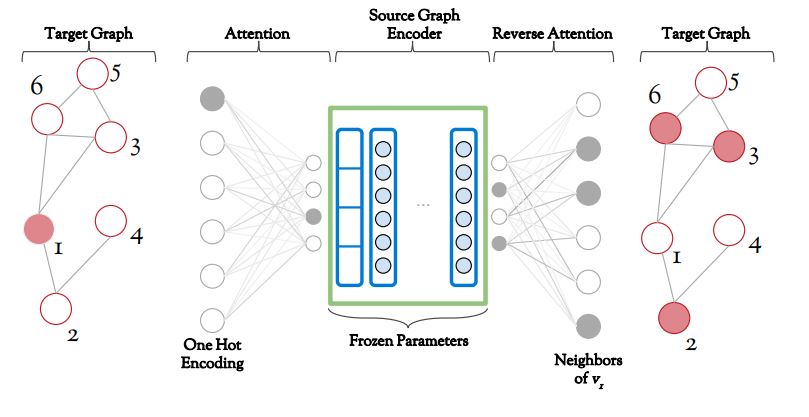 Target Graph
Attention
Source Graph
Encoder
Reverse Attention
Target Graph
5
6
3
1
4
2
One Hot
Encoding
...
Frozen Parameters
Neighbors
of v₁
5
6
3
1
4
2